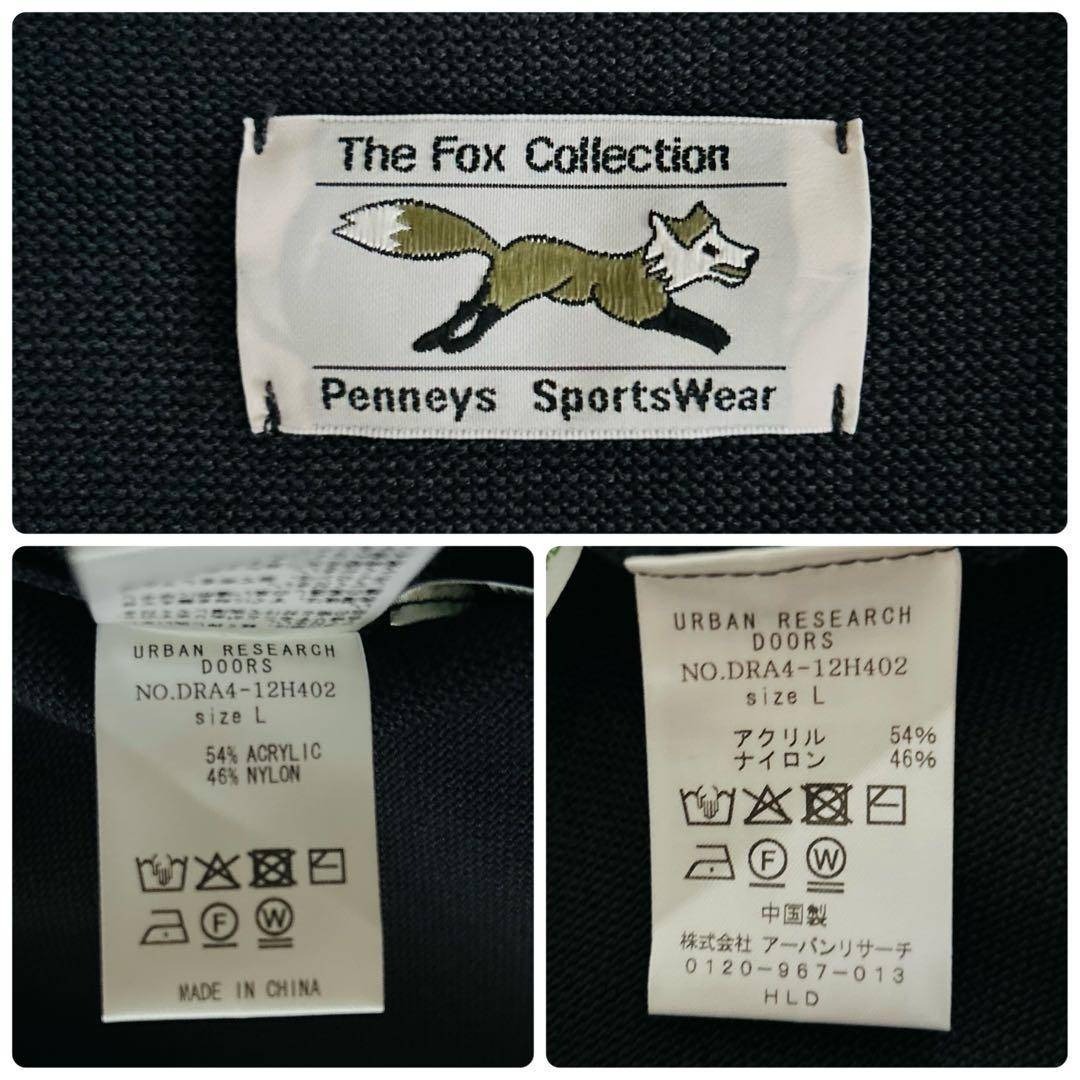 The Fox Collection
Penneys SportsWear
URBAN RESEARCH
DOORS
NO.DRA4-12H402
size L
54% ACRYLIC
46% NYLON
F W
MADE IN CHINA
URBAN RESEARCH
DOORS
NO.DRA4-12H402
size L
アクリル 54%
ナイロン 46%
F W
中国製
株式会社 アーバンリサーチ
0120-967-013
HLD